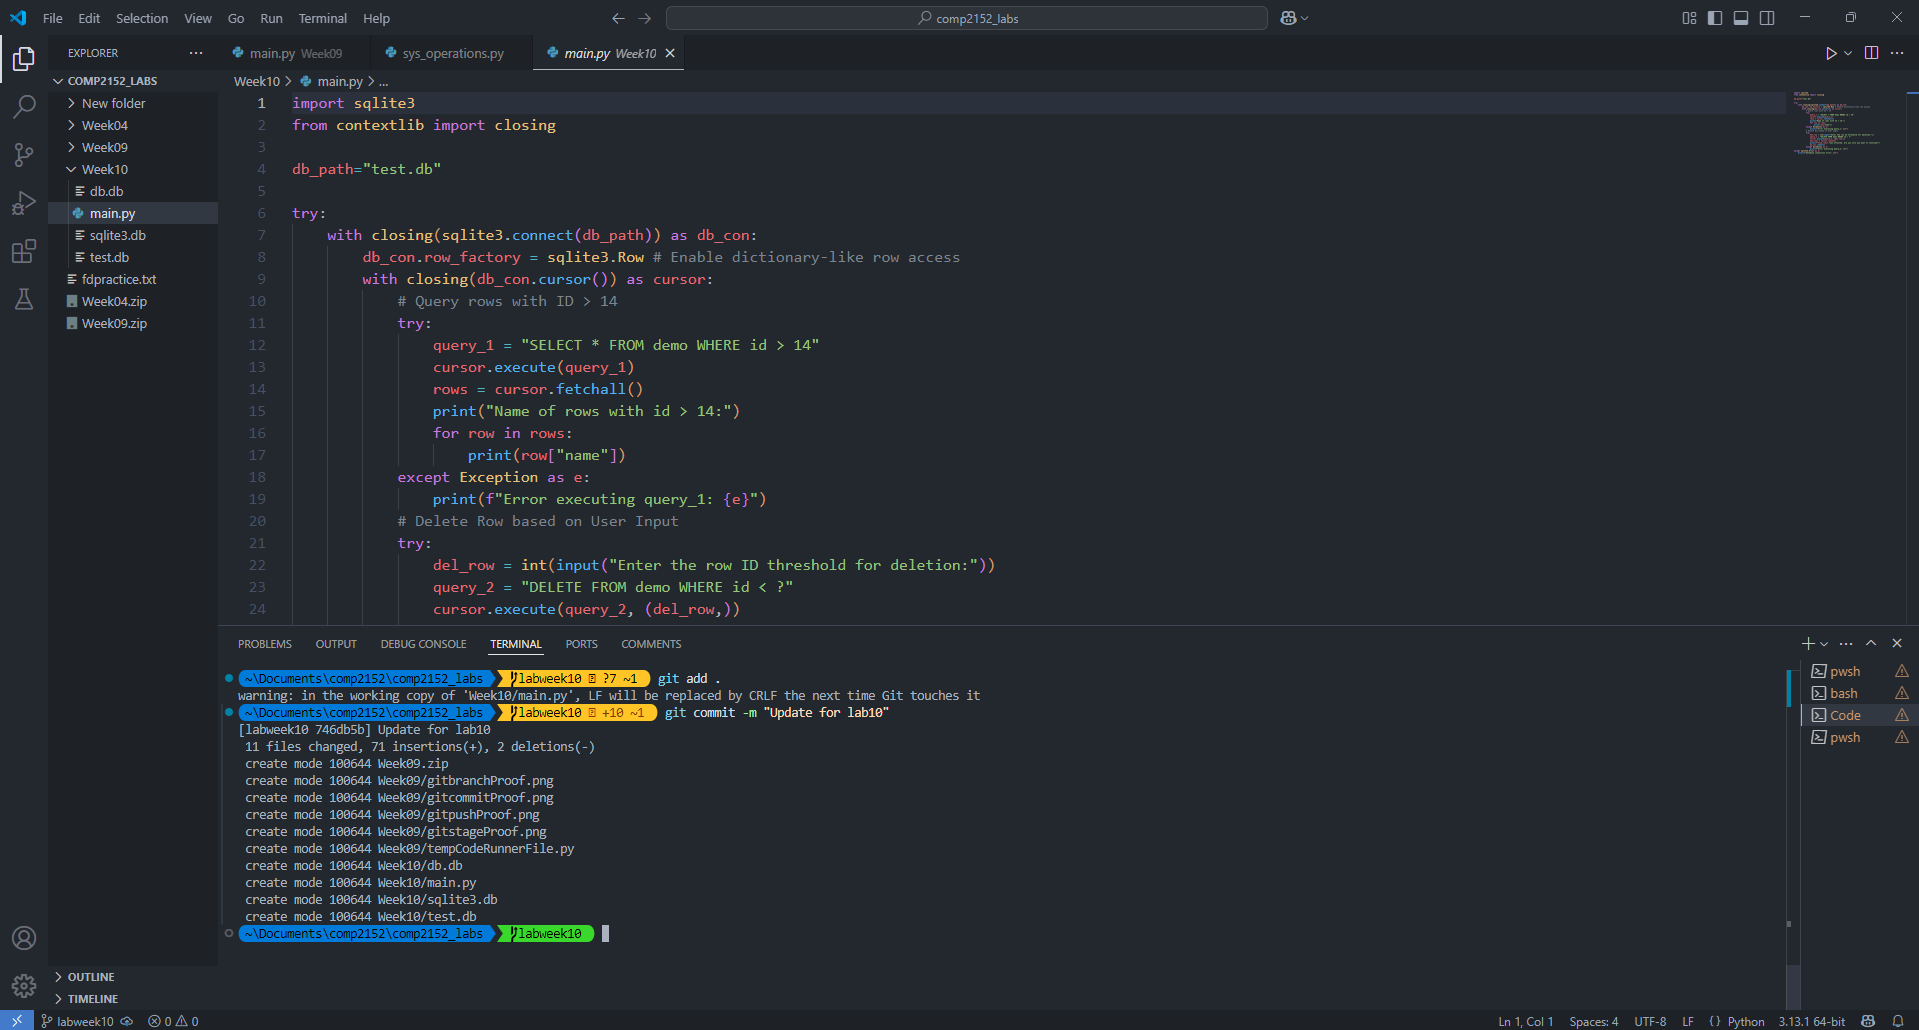 File Edit Selection View Go Run Terminal Help
comp2152_labs
EXPLORER
COMP2152_LABS
New folder
Week04
Week09
Week10
db.db
main.py
sqlite3.db
test.db
fdpractice.txt
Week04.zip
Week09.zip
OUTLINE
TIMELINE
main.py Week09
sys_operations.py
main.py Week10
Week10 > main.py > ...
1 import sqlite3
2 from contextlib import closing
3
4 db_path="test.db"
5
6 try:
7 with closing(sqlite3.connect(db_path)) as db_con:
8 db_con.row_factory = sqlite3.Row # Enable dictionary-like row access
9 with closing(db_con.cursor()) as cursor:
10 # Query rows with ID > 14
11 try:
12 query_1 = "SELECT * FROM demo WHERE id > 14"
13 cursor.execute(query_1)
14 rows = cursor.fetchall()
15 print("Name of rows with id > 14:")
16 for row in rows:
17 print(row["name"])
18 except Exception as e:
19 print(f"Error executing query_1: {e}")
20 # Delete Row based on User Input
21 try:
22 del_row = int(input("Enter the row ID threshold for deletion:"))
23 query_2 = "DELETE FROM demo WHERE id < ?"
24 cursor.execute(query_2, (del_row,))
PROBLEMS OUTPUT DEBUG CONSOLE TERMINAL PORTS COMMENTS
~\Documents\comp2152\comp2152_labs labweek10 ?7 ~1 git add .
warning: in the working copy of 'Week10/main.py', LF will be replaced by CRLF the next time Git touches it
~\Documents\comp2152\comp2152_labs labweek10 +10 ~1 git commit -m "Update for lab10"
[labweek10 746db5b] Update for lab10
11 files changed, 71 insertions(+), 2 deletions(-)
create mode 100644 Week09.zip
create mode 100644 Week09/gitbranchProof.png
create mode 100644 Week09/gitcommitProof.png
create mode 100644 Week09/gitpushProof.png
create mode 100644 Week09/gitstageProof.png
create mode 100644 Week09/tempCodeRunnerFile.py
create mode 100644 Week10/db.db
create mode 100644 Week10/main.py
create mode 100644 Week10/sqlite3.db
create mode 100644 Week10/test.db
~\Documents\comp2152\comp2152_labs labweek10
pwsh
bash
Code
pwsh
labweek10 0 0 Ln 1, Col 1 Spaces: 4 UTF-8 LF {} Python 3.13.1 64-bit